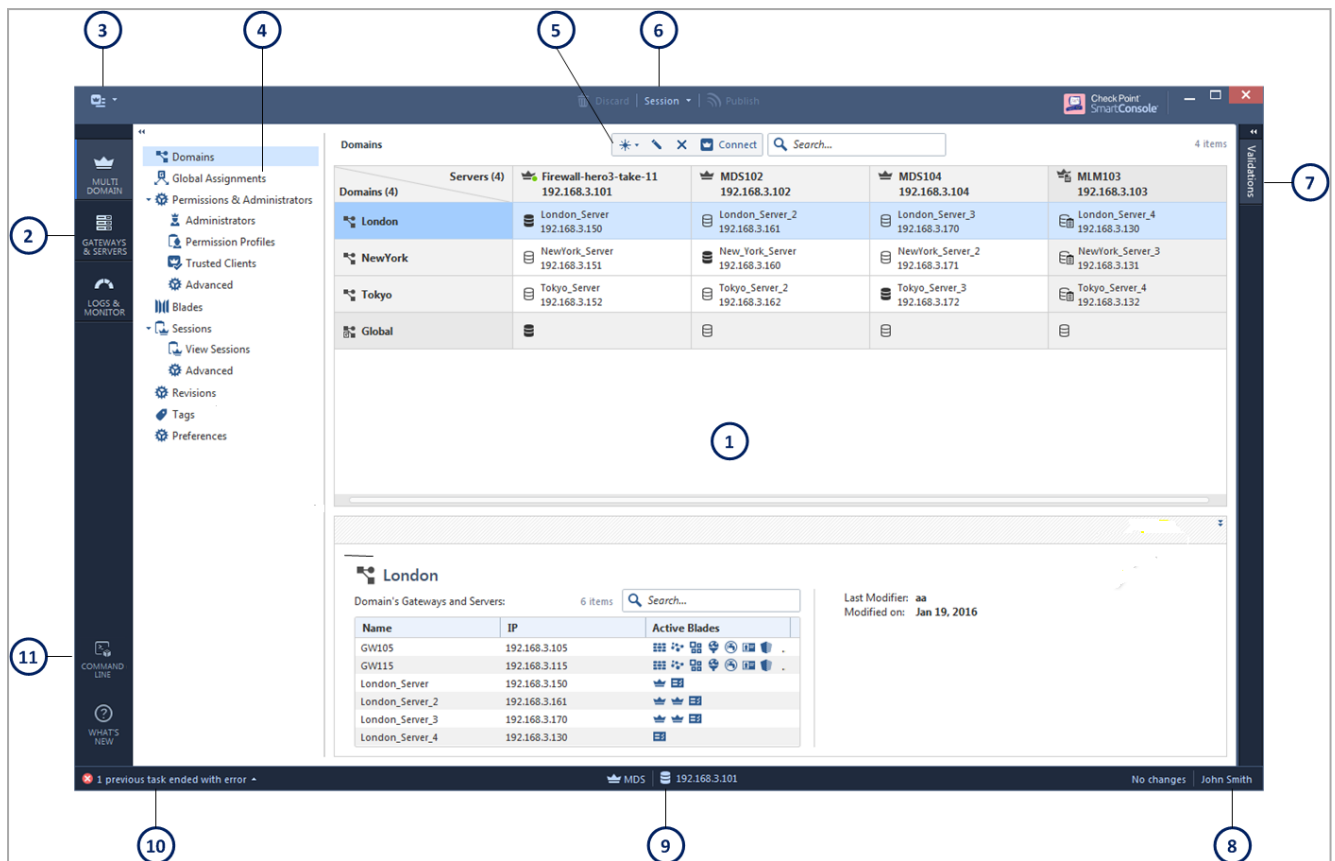 3
4
5
6
Discard
Session
Publish
Check Point
SmartConsole
MULTI
DOMAIN
2
GATEWAYS
& SERVERS
LOGS &
MONITOR
Domains
Global Assignments
Permissions & Administrators
Administrators
Permission Profiles
Trusted Clients
Advanced
Blades
Sessions
View Sessions
Advanced
Revisions
Tags
Preferences
Domains
Connect
Search...
4 items
Validations
7
Servers (4)
Domains (4)
Firewall-hero3-take-11
192.168.3.101
MDS102
192.168.3.102
MDS104
192.168.3.104
MLM103
192.168.3.103
London
London_Server
192.168.3.150
London_Server_2
192.168.3.161
London_Server_3
192.168.3.170
London_Server_4
192.168.3.130
NewYork
NewYork_Server
192.168.3.151
New_York_Server
192.168.3.160
NewYork_Server_2
192.168.3.171
NewYork_Server_3
192.168.3.131
Tokyo
Tokyo_Server
192.168.3.152
Tokyo_Server_2
192.168.3.162
Tokyo_Server_3
192.168.3.172
Tokyo_Server_4
192.168.3.132
Global
1
London
Domain's Gateways and Servers:
6 items
Search...
Last Modifier: aa
Modified on: Jan 19, 2016
Name IP Active Blades
GW105 192.168.3.105
GW115 192.168.3.115
London_Server 192.168.3.150
London_Server_2 192.168.3.161
London_Server_3 192.168.3.170
London_Server_4 192.168.3.130
11
COMMAND
LINE
WHAT'S
NEW
1 previous task ended with error
MDS
192.168.3.101
No changes
John Smith
10
9
8